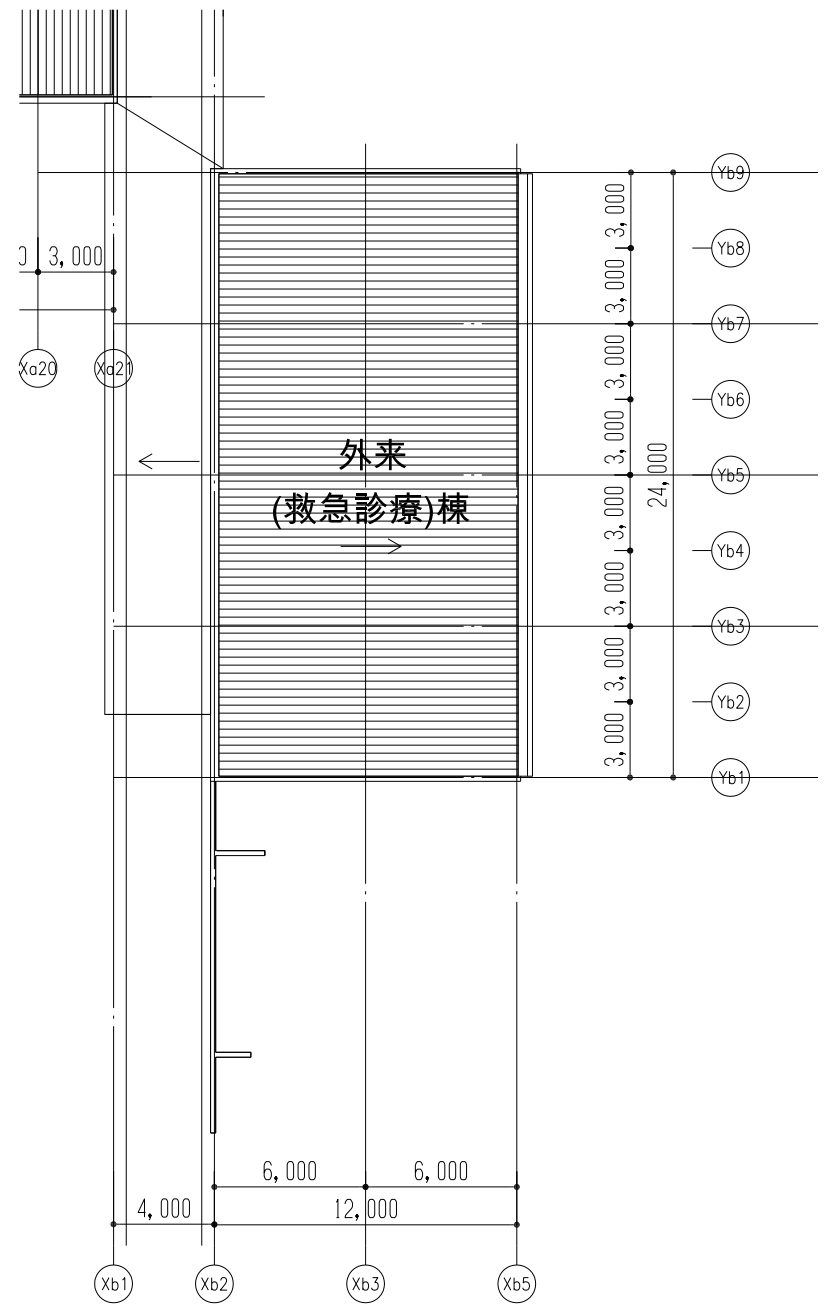 Yb9
3,000
Yb8
0
3,000
3,000
Yb7
Xa20
Xa21
3,000
Yb6
外来
3,000
24,000
Yb5
(救急診療)棟
3,000
Yb4
3,000
Yb3
3,000
Yb2
3,000
Yb1
6,000
6,000
4,000
12,000
Xb1
Xb2
Xb3
Xb5